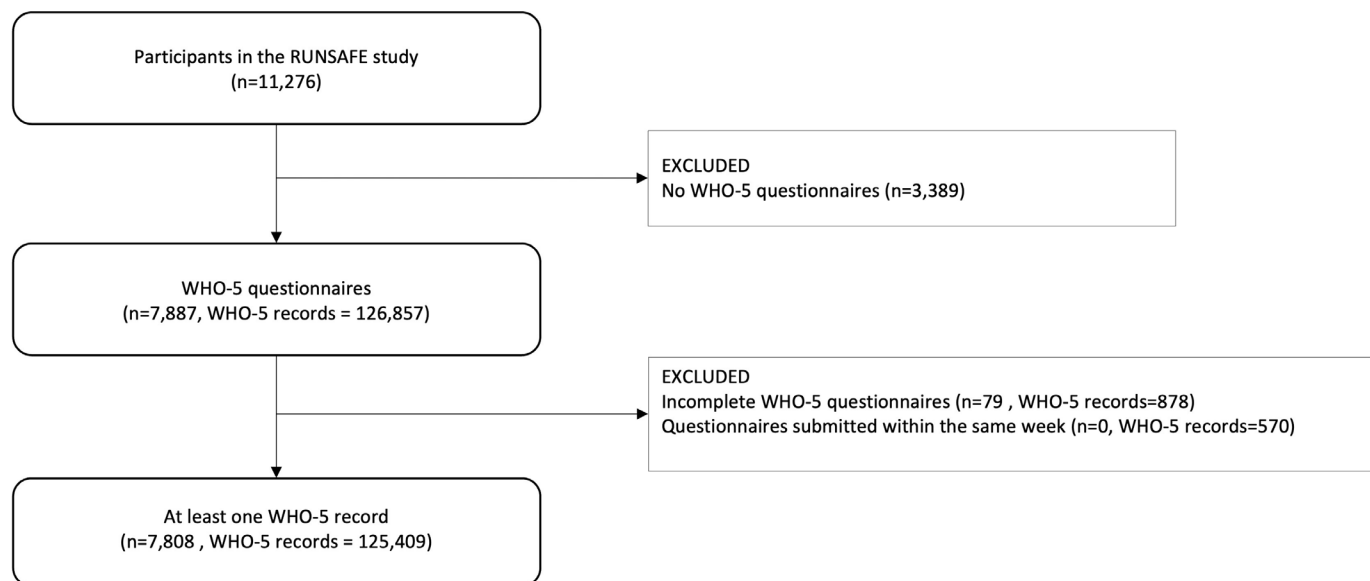 Participants in the RUNSAFE study
(n=11,276)
EXCLUDED
No WHO-5 questionnaires (n=3,389)
WHO-5 questionnaires
(n=7,887, WHO-5 records = 126,857)
EXCLUDED
Incomplete WHO-5 questionnaires (n=79 , WHO-5 records=878)
Questionnaires submitted within the same week (n=0, WHO-5 records=570)
At least one WHO-5 record
(n=7,808 , WHO-5 records = 125,409)